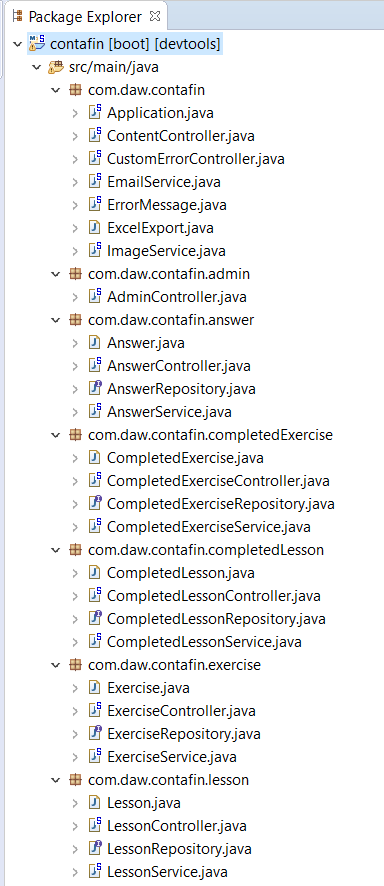 Package Explorer
contafin [boot] [devtools]
src/main/java
com.daw.contafin
Application.java
ContentController.java
CustomErrorController.java
EmailService.java
ErrorMessage.java
ExcelExport.java
ImageService.java
com.daw.contafin.admin
AdminController.java
com.daw.contafin.answer
Answer.java
AnswerController.java
AnswerRepository.java
AnswerService.java
com.daw.contafin.completedExercise
CompletedExercise.java
CompletedExerciseController.java
CompletedExerciseRepository.java
CompletedExerciseService.java
com.daw.contafin.completedLesson
CompletedLesson.java
CompletedLessonController.java
CompletedLessonRepository.java
CompletedLessonService.java
com.daw.contafin.exercise
Exercise.java
ExerciseController.java
ExerciseRepository.java
ExerciseService.java
com.daw.contafin.lesson
Lesson.java
LessonController.java
LessonRepository.java
LessonService.java